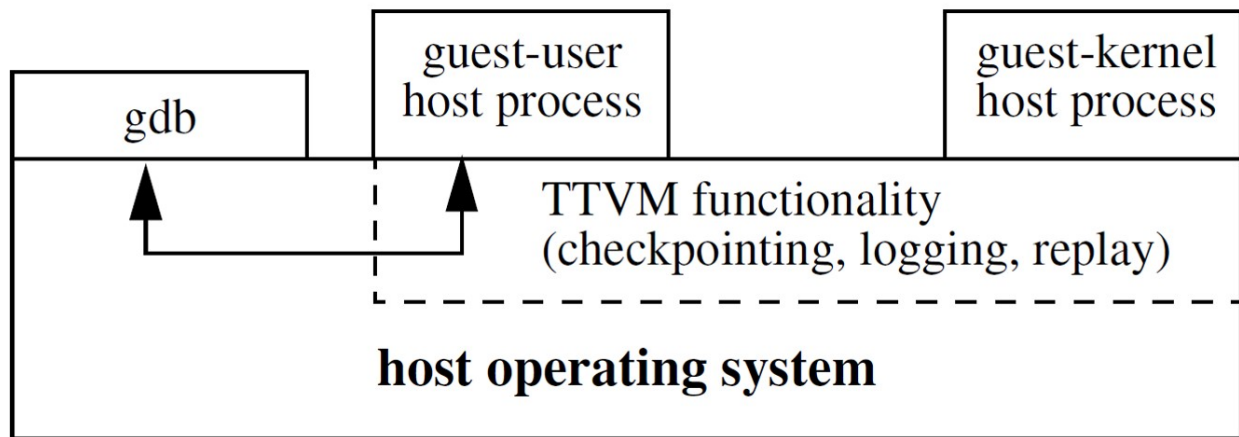 gdb
guest-user
host process
guest-kernel
host process
TTVM functionality
(checkpointing, logging, replay)
host operating system